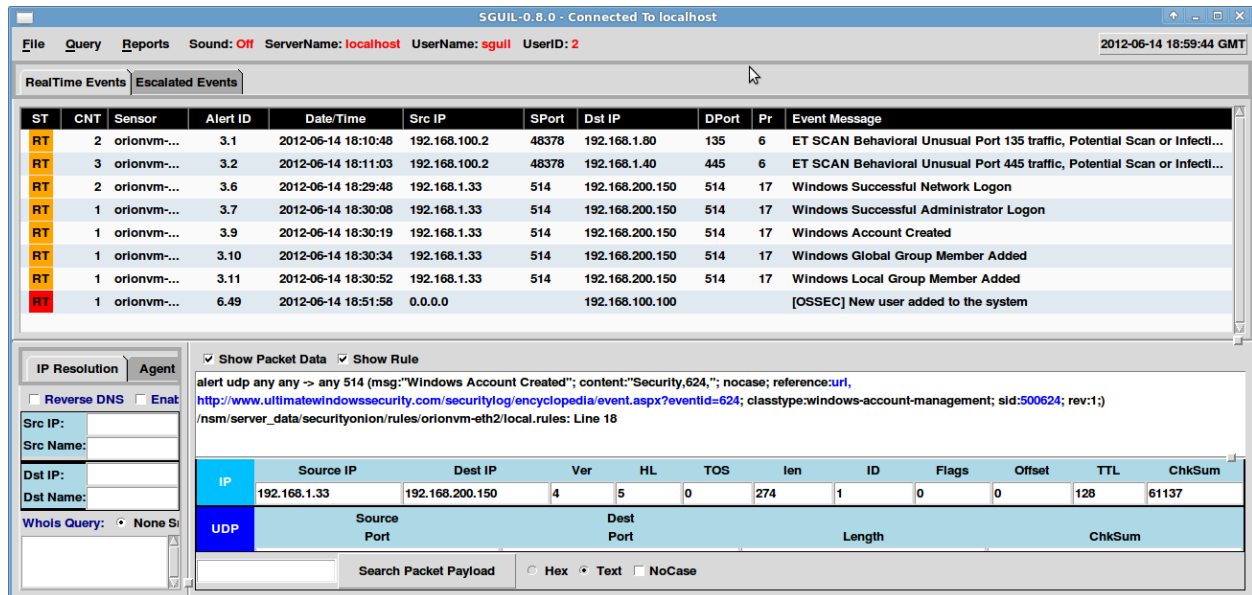 SGUIL-0.8.0 - Connected To localhost
File Query Reports Sound: Off ServerName: localhost UserName: sguil UserID: 2 2012-06-14 18:59:44 GMT
RealTime Events Escalated Events
ST CNT Sensor Alert ID Date/Time Src IP SPort Dst IP DPort Pr Event Message
RT 2 orionvm-... 3.1 2012-06-14 18:10:48 192.168.100.2 48378 192.168.1.80 135 6 ET SCAN Behavioral Unusual Port 135 traffic, Potential Scan or Infecti...
RT 3 orionvm-... 3.2 2012-06-14 18:11:03 192.168.100.2 48378 192.168.1.40 445 6 ET SCAN Behavioral Unusual Port 445 traffic, Potential Scan or Infecti...
RT 2 orionvm-... 3.6 2012-06-14 18:29:48 192.168.1.33 514 192.168.200.150 514 17 Windows Successful Network Logon
RT 1 orionvm-... 3.7 2012-06-14 18:30:08 192.168.1.33 514 192.168.200.150 514 17 Windows Successful Administrator Logon
RT 1 orionvm-... 3.9 2012-06-14 18:30:19 192.168.1.33 514 192.168.200.150 514 17 Windows Account Created
RT 1 orionvm-... 3.10 2012-06-14 18:30:34 192.168.1.33 514 192.168.200.150 514 17 Windows Global Group Member Added
RT 1 orionvm-... 3.11 2012-06-14 18:30:52 192.168.1.33 514 192.168.200.150 514 17 Windows Local Group Member Added
RT 1 orionvm-... 6.49 2012-06-14 18:51:58 0.0.0.0 192.168.100.100 [OSSEC] New user added to the system
IP Resolution Agent
Reverse DNS Enab
Src IP:
Src Name:
Dst IP:
Dst Name:
Whois Query: None
Show Packet Data Show Rule
alert udp any any -> any 514 (msg:"Windows Account Created"; content:"Security,624,"; nocase; reference:url,
http://www.ultimatewindowssecurity.com/securitylog/encyclopedia/event.aspx?eventid=624; classtype:windows-account-management; sid:500624; rev:1;)
/nsm/server_data/securityonion/rules/orionvm-eth2/local.rules: Line 18
IP Source IP Dest IP Ver HL TOS len ID Flags Offset TTL ChkSum
192.168.1.33 192.168.200.150 4 5 0 274 1 0 0 128 61137
UDP Source Port Dest Port Length ChkSum
Search Packet Payload Hex Text NoCase